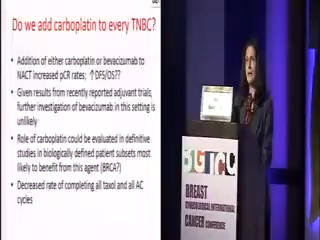 Do we add carboplatin to every TNBC?
• Addition of either carboplatin or bevacizumab to
NACT increased pCR rates; ↑DFS/OS??
• Given results from recently reported adjuvant trials,
further investigation of bevacizumab in this setting is
unlikely
• Role of carboplatin could be evaluated in definitive
studies in biologically defined patient subsets most
likely to benefit from this agent (BRCA?)
• Decreased rate of completing all taxol and all AC
cycles
BGICC
BREAST
GYNECOLOGICAL INTERNATIONAL
CANCER CONFERENCE